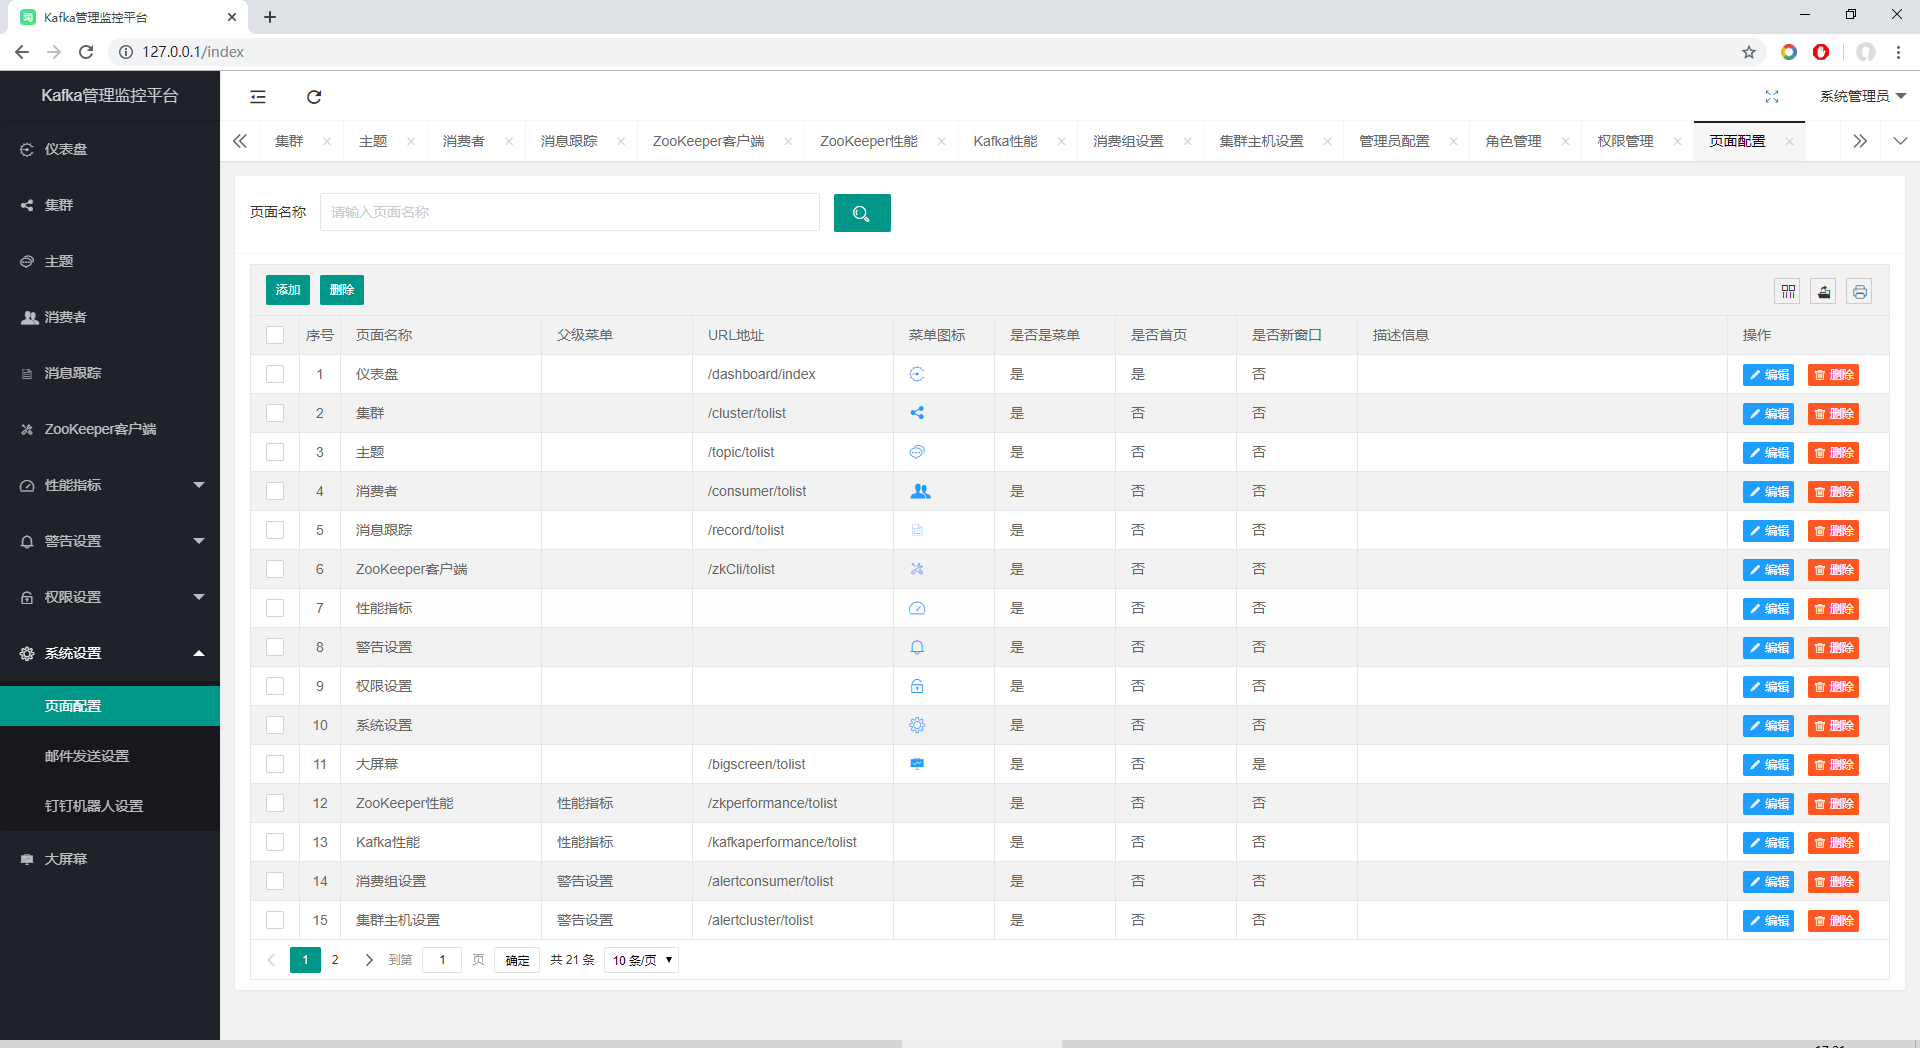 Kafka管理监控平台
127.0.0.1/index
Kafka管理监控平台
系统管理员
仪表盘
集群
主题
消费者
消息跟踪
ZooKeeper客户端
性能指标
警告设置
权限设置
系统设置
页面配置
邮件发送设置
钉钉机器人设置
大屏幕
集群 主题 消费者 消息跟踪 ZooKeeper客户端 ZooKeeper性能 Kafka性能 消费组设置 集群主机设置 管理员配置 角色管理 权限管理 页面配置
页面名称 请输入页面名称
添加 删除
序号 页面名称 父级菜单 URL地址 菜单图标 是否是菜单 是否首页 是否新窗口 描述信息 操作
1 仪表盘 /dashboard/index 是 是 否 编辑 删除
2 集群 /cluster/tolist 是 否 否 编辑 删除
3 主题 /topic/tolist 是 否 否 编辑 删除
4 消费者 /consumer/tolist 是 否 否 编辑 删除
5 消息跟踪 /record/tolist 是 否 否 编辑 删除
6 ZooKeeper客户端 /zkCli/tolist 是 否 否 编辑 删除
7 性能指标 是 否 否 编辑 删除
8 警告设置 是 否 否 编辑 删除
9 权限设置 是 否 否 编辑 删除
10 系统设置 是 否 否 编辑 删除
11 大屏幕 /bigscreen/tolist 是 否 是 编辑 删除
12 ZooKeeper性能 性能指标 /zkperformance/tolist 是 否 否 编辑 删除
13 Kafka性能 性能指标 /kafkaperformance/tolist 是 否 否 编辑 删除
14 消费组设置 警告设置 /alertconsumer/tolist 是 否 否 编辑 删除
15 集群主机设置 警告设置 /alertcluster/tolist 是 否 否 编辑 删除
1 2 到第 1 页 确定 共 21 条 10 条/页